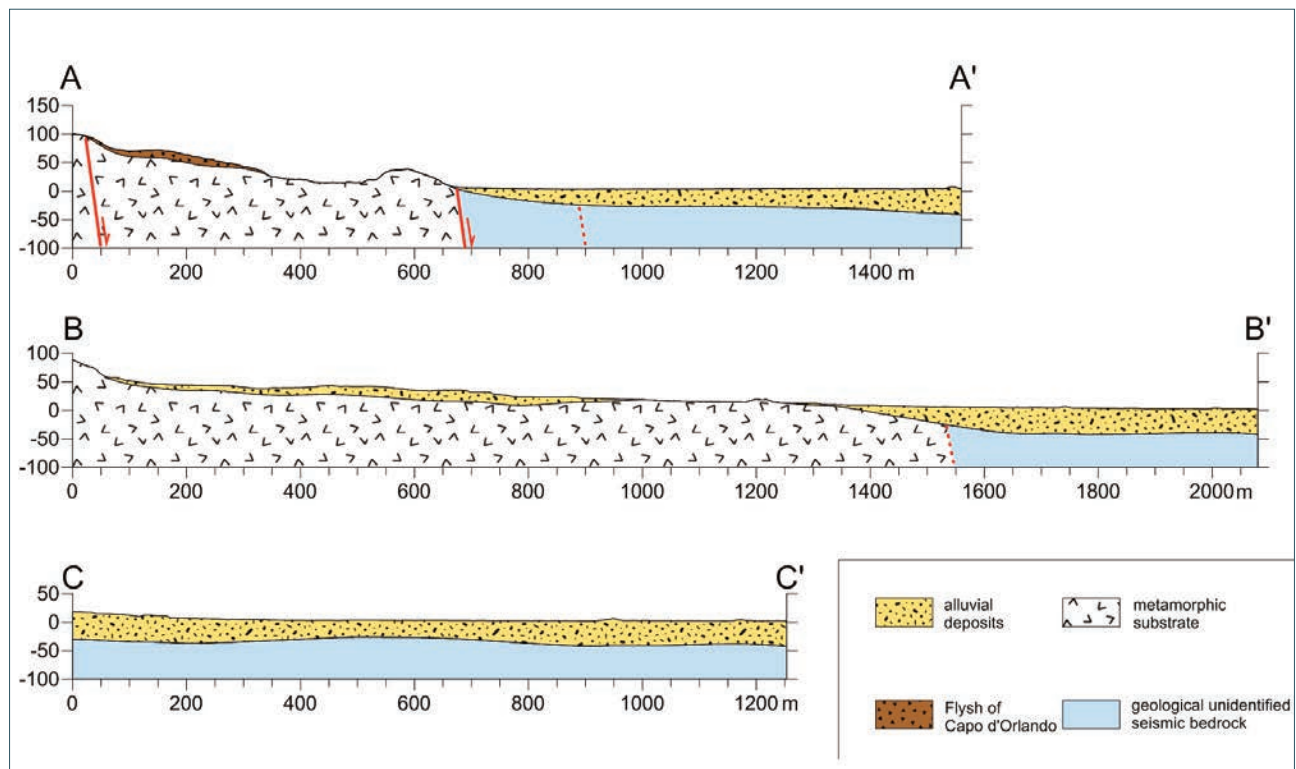 A A'
150
100
50
0
-50
-100
0 200 400 600 800 1000 1200 1400 m
B B'
100
50
0
-50
-100
0 200 400 600 800 1000 1200 1400 1600 1800 2000 m
C C'
50
0
-50
-100
0 200 400 600 800 1000 1200 m
alluvial
deposits
metamorphic
substrate
Flysh of
Capo d'Orlando
geological unidentified
seismic bedrock